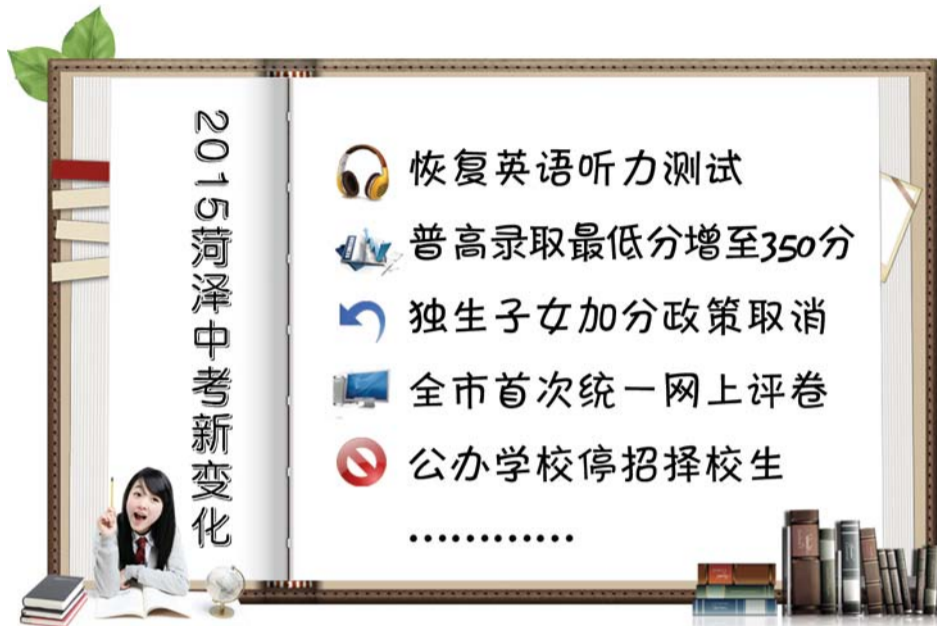 2015菏泽中考新变化
恢复英语听力测试
普高录取最低分增至350分
独生子女加分政策取消
全市首次统一网上评卷
公办学校停招择校生
…………